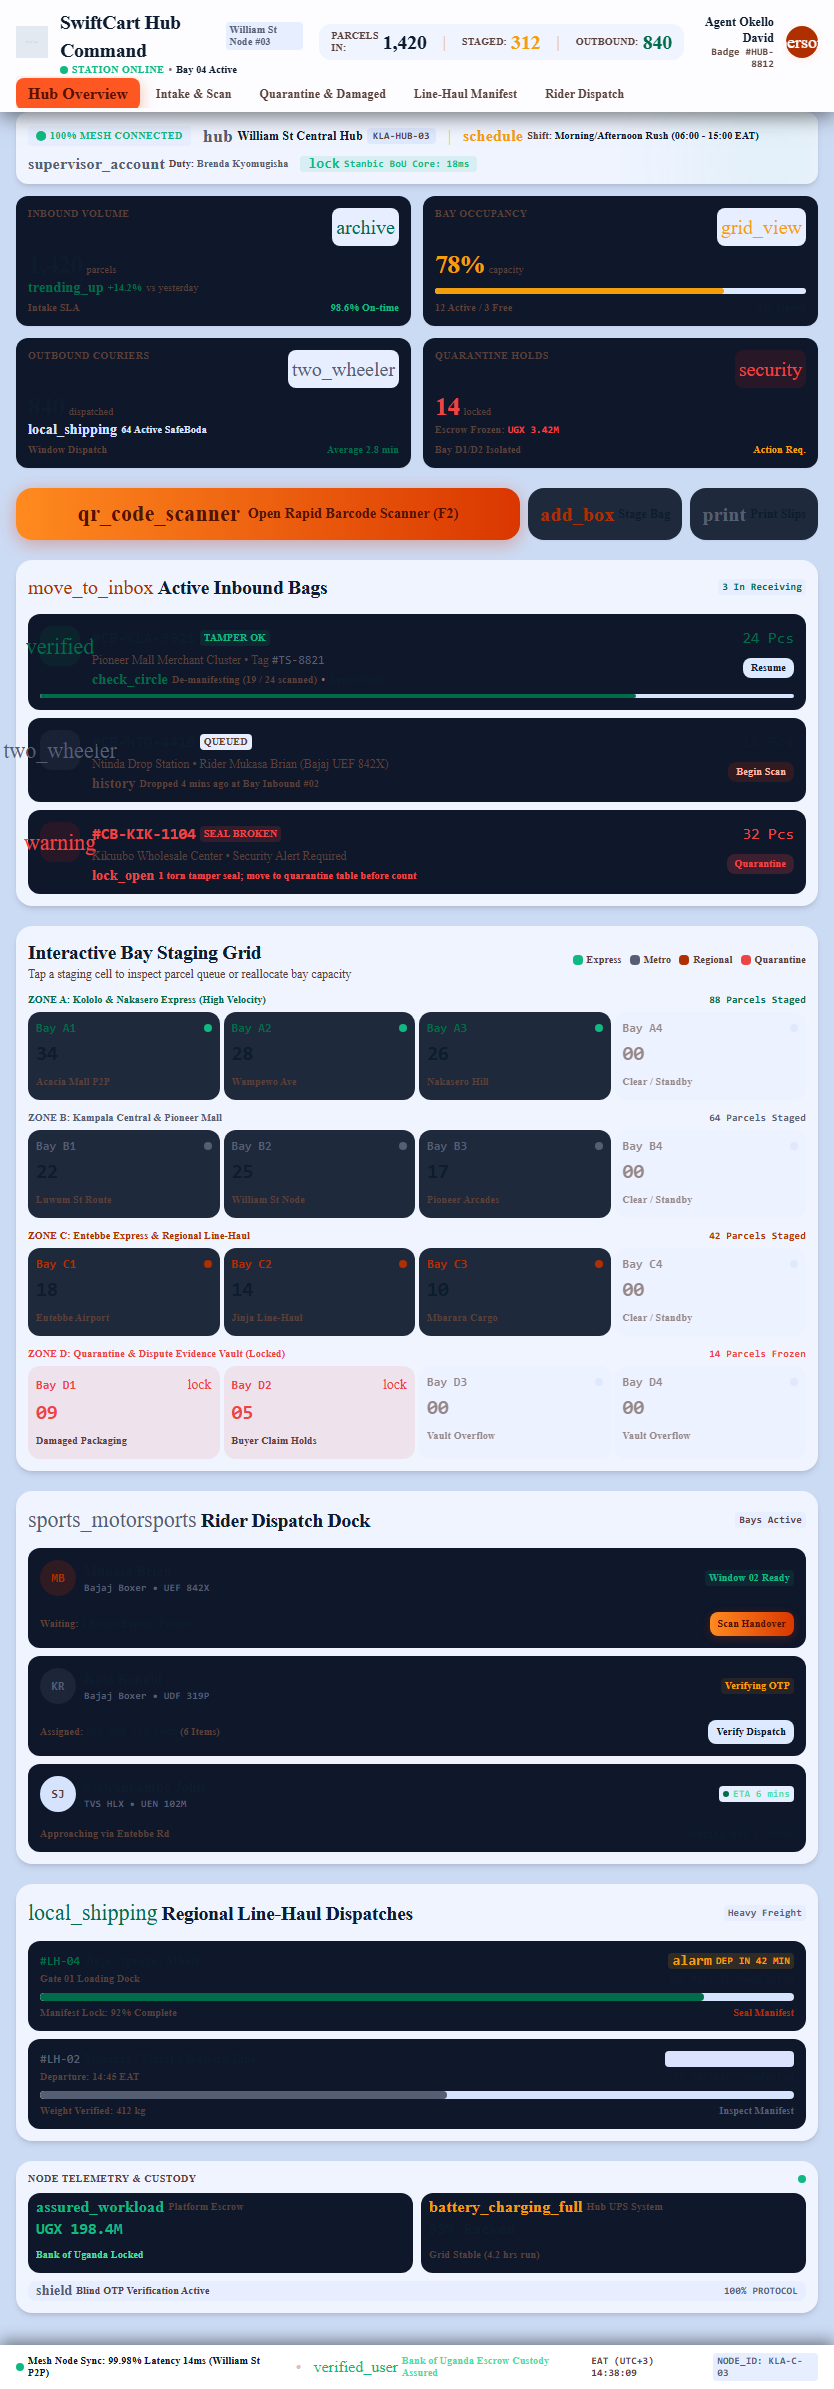 SwiftCart Hub Command
William St Node #03
STATION ONLINE • Bay 04 Active
PARCELS IN: 1,420
STAGED: 312
OUTBOUND: 840
Agent Okello David
Badge #HUB-8812
Hub Overview
Intake & Scan
Quarantine & Damaged
Line-Haul Manifest
Rider Dispatch
100% MESH CONNECTED
hub William St Central Hub KLA-HUB-03
schedule Shift: Morning/Afternoon Rush (06:00 - 15:00 EAT)
supervisor_account Duty: Brenda Kyomugisha
lock Stanbic BoU Core: 18ms
INBOUND VOLUME
archive
1,420 parcels
trending_up +14.2% vs yesterday
Intake SLA
98.6% On-time
BAY OCCUPANCY
grid_view
78% capacity
12 Active / 3 Free
OUTBOUND COURIERS
two_wheeler
840 dispatched
local_shipping 64 Active SafeBoda
Window Dispatch
Average 2.8 min
QUARANTINE HOLDS
security
14 locked
Escrow Frozen: UGX 3.42M
Bay D1/D2 Isolated
Action Req.
qr_code_scanner Open Rapid Barcode Scanner (F2)
add_box Stage Bag
print Print Slips
move_to_inbox Active Inbound Bags
3 In Receiving
verified
TAMPER OK
24 Pcs
Pioneer Mall Merchant Cluster • Tag #TS-8821
Resume
check_circle De-manifesting (19 / 24 scanned) •
two_wheeler
QUEUED
Ntinda Drop Station • Rider Mukasa Brian (Bajaj UEF 842X)
Begin Scan
history Dropped 4 mins ago at Bay Inbound #02
warning
#CB-KIK-1104 SEAL BROKEN
32 Pcs
Kikuubo Wholesale Center • Security Alert Required
Quarantine
lock_open 1 torn tamper seal; move to quarantine table before count
Interactive Bay Staging Grid
Express Metro Regional Quarantine
Tap a staging cell to inspect parcel queue or reallocate bay capacity
ZONE A: Kololo & Nakasero Express (High Velocity)
88 Parcels Staged
Bay A1
34
Acacia Mall P2P
Bay A2
28
Wampewo Ave
Bay A3
26
Nakasero Hill
Bay A4
00
Clear / Standby
ZONE B: Kampala Central & Pioneer Mall
64 Parcels Staged
Bay B1
22
Luwum St Route
Bay B2
25
William St Node
Bay B3
17
Pioneer Arcades
Bay B4
00
Clear / Standby
ZONE C: Entebbe Express & Regional Line-Haul
42 Parcels Staged
Bay C1
18
Entebbe Airport
Bay C2
14
Jinja Line-Haul
Bay C3
10
Mbarara Cargo
Bay C4
00
Clear / Standby
ZONE D: Quarantine & Dispute Evidence Vault (Locked)
14 Parcels Frozen
Bay D1 lock
09
Damaged Packaging
Bay D2 lock
05
Buyer Claim Holds
Bay D3
00
Vault Overflow
Bay D4
00
Vault Overflow
sports_motorsports Rider Dispatch Dock
Bays Active
MB
Bajaj Boxer • UEF 842X
Window 02 Ready
Waiting:
Scan Handover
KR
Bajaj Boxer • UDF 319P
Verifying OTP
Assigned: (6 Items)
Verify Dispatch
SJ
TVS HLX • UEN 102M
ETA 6 mins
Approaching via Entebbe Rd
local_shipping Regional Line-Haul Dispatches
Heavy Freight
#LH-04
alarm DEP IN 42 MIN
Gate 01 Loading Dock
Manifest Lock: 92% Complete
Seal Manifest
#LH-02
Departure: 14:45 EAT
Weight Verified: 412 kg
Inspect Manifest
NODE TELEMETRY & CUSTODY
assured_workload Platform Escrow
UGX 198.4M
Bank of Uganda Locked
battery_charging_full Hub UPS System
Grid Stable (4.2 hrs run)
shield Blind OTP Verification Active
100% PROTOCOL
Mesh Node Sync: 99.98% Latency 14ms (William St P2P)
• verified_user Bank of Uganda Escrow Custody Assured
EAT (UTC+3) 14:38:09
NODE_ID: KLA-C-03